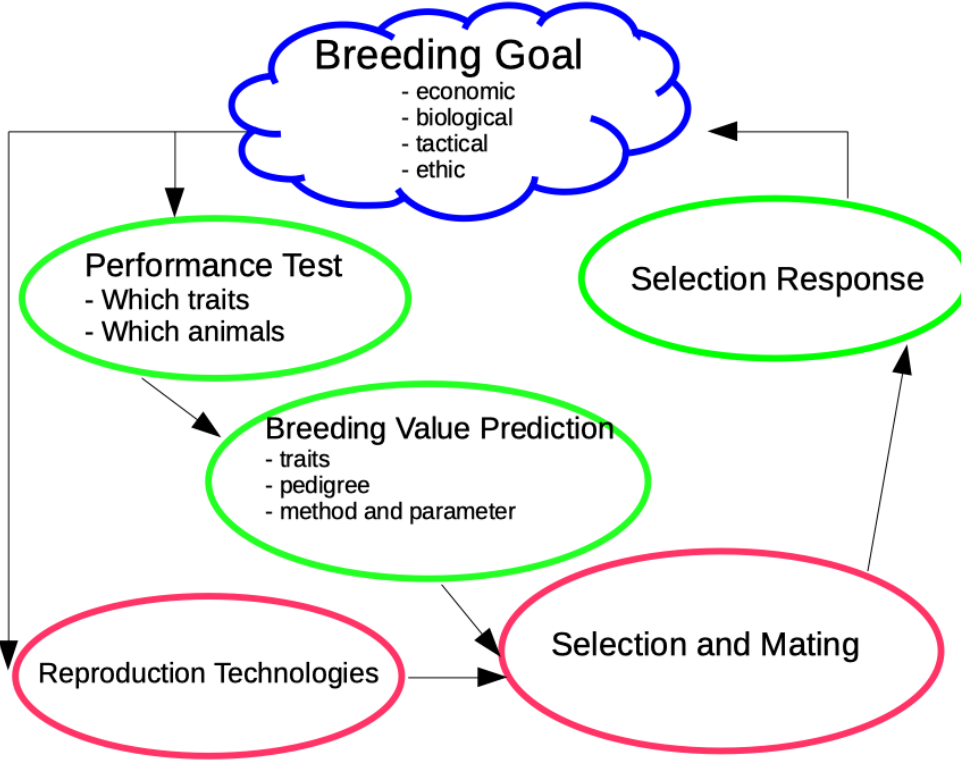 Breeding Goal
- economic
- biological
- tactical
- ethic
Performance Test
- Which traits
- Which animals
Selection Response
Breeding Value Prediction
- traits
- pedigree
- method and parameter
Selection and Mating
Reproduction Technologies